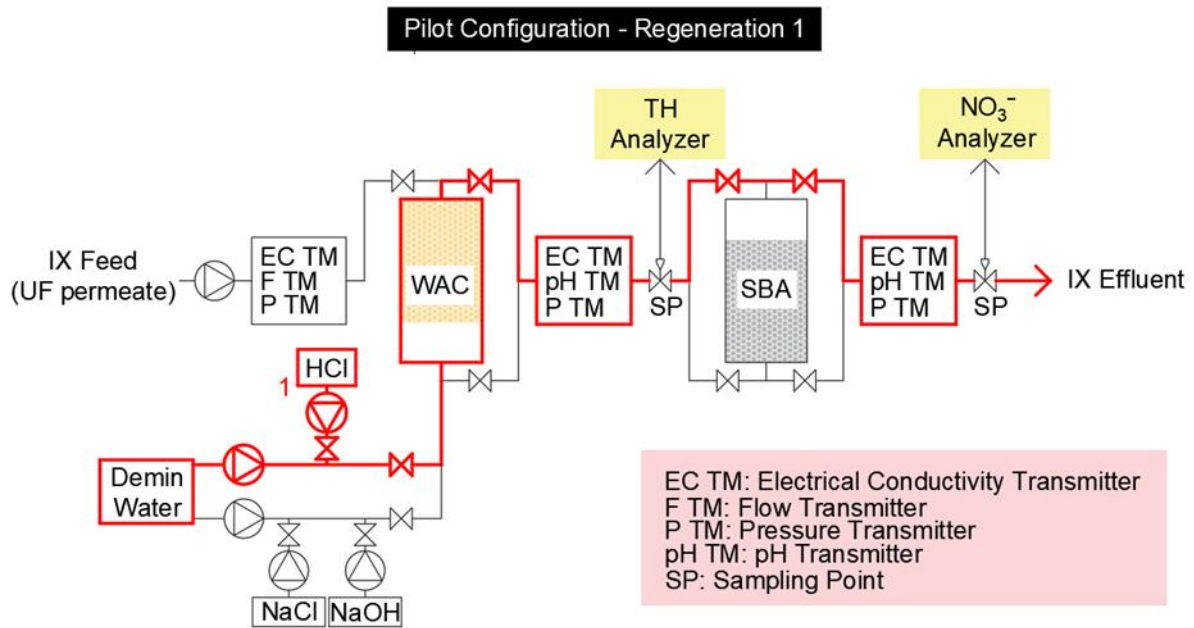 Pilot Configuration - Regeneration 1
TH
Analyzer
NO₃⁻
Analyzer
IX Feed
(UF permeate)
EC TM
F TM
P TM
WAC
EC TM
pH TM
P TM
SP
SBA
EC TM
pH TM
P TM
SP
IX Effluent
HCl
1
Demin
Water
NaCl
NaOH
EC TM: Electrical Conductivity Transmitter
F TM: Flow Transmitter
P TM: Pressure Transmitter
pH TM: pH Transmitter
SP: Sampling Point